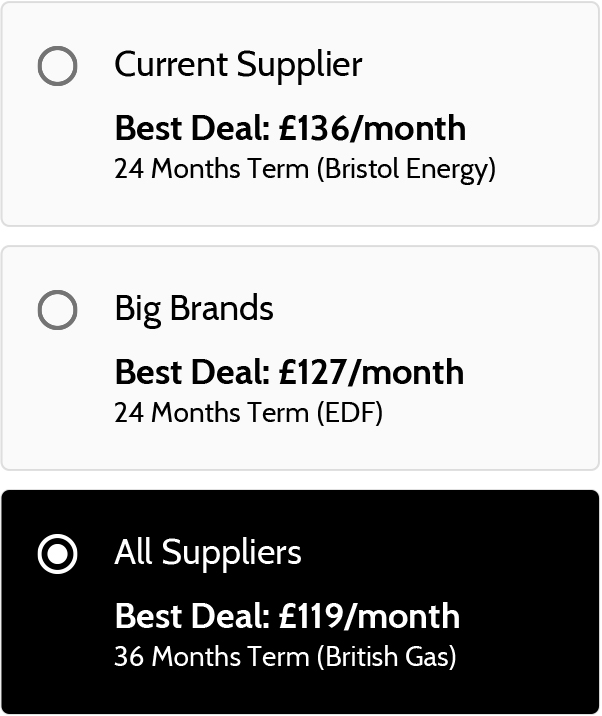 Current Supplier
Best Deal: £136/month
24 Months Term (Bristol Energy)
Big Brands
Best Deal: £127/month
24 Months Term (EDF)
All Suppliers
Best Deal: £119/month
36 Months Term (British Gas)